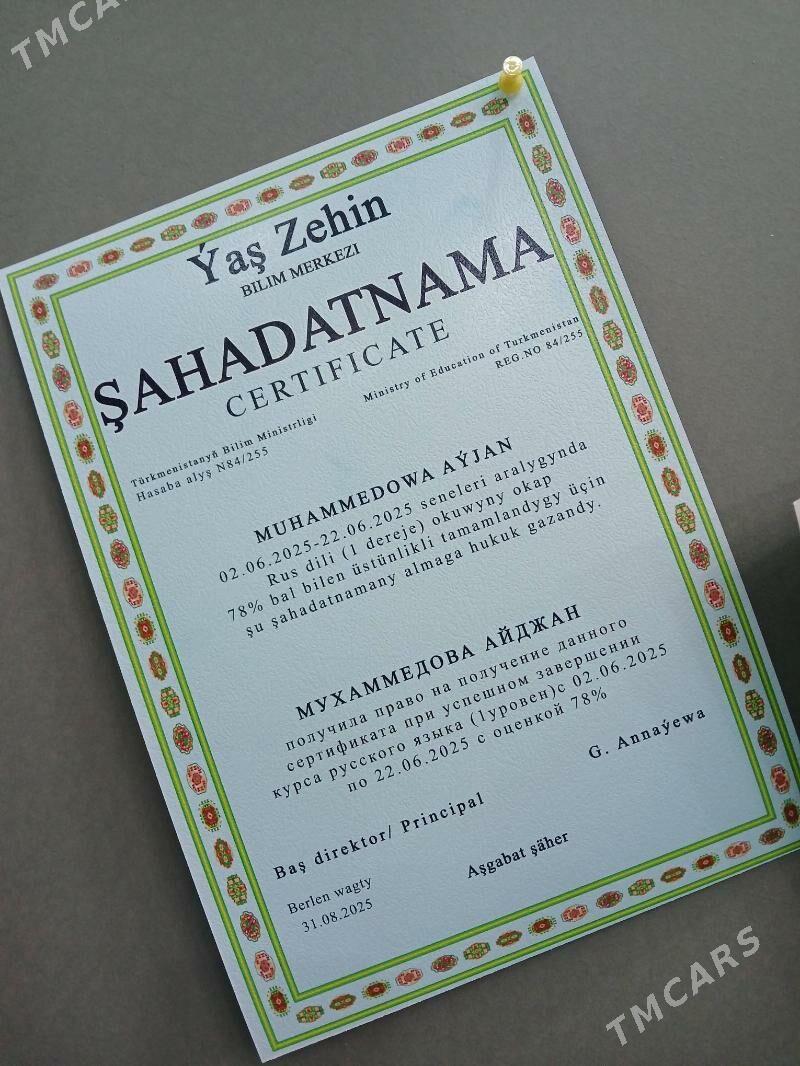 TMCARS
Ýaş Zehin
BILIM MERKEZI
ŞAHADATNAMA
CERTIFICATE
Türkmenistanyň Bilim Ministrligi
Hasaba alyş N84/255
Ministry of Education of Turkmenistan
REG.NO 84/255
MUHAMMEDOWA AÝJAN
02.06.2025-22.06.2025 seneleri aralygynda
Rus dili (1 dereje) okuwyny okap
78% bal bilen üstünlikli tamamlandygy üçin
şu şahadatnamany almaga hukuk gazandy.
МУХАММЕДОВА АЙДЖАН
получила право на получение данного
сертификата при успешном завершении
курса русского языка (1уровен)с 02.06.2025
по 22.06.2025 с оценкой 78%
G. Annaýewa
Baş direktor/ Principal
Berlen wagty
31.08.2025
Aşgabat şäher
TMCARS